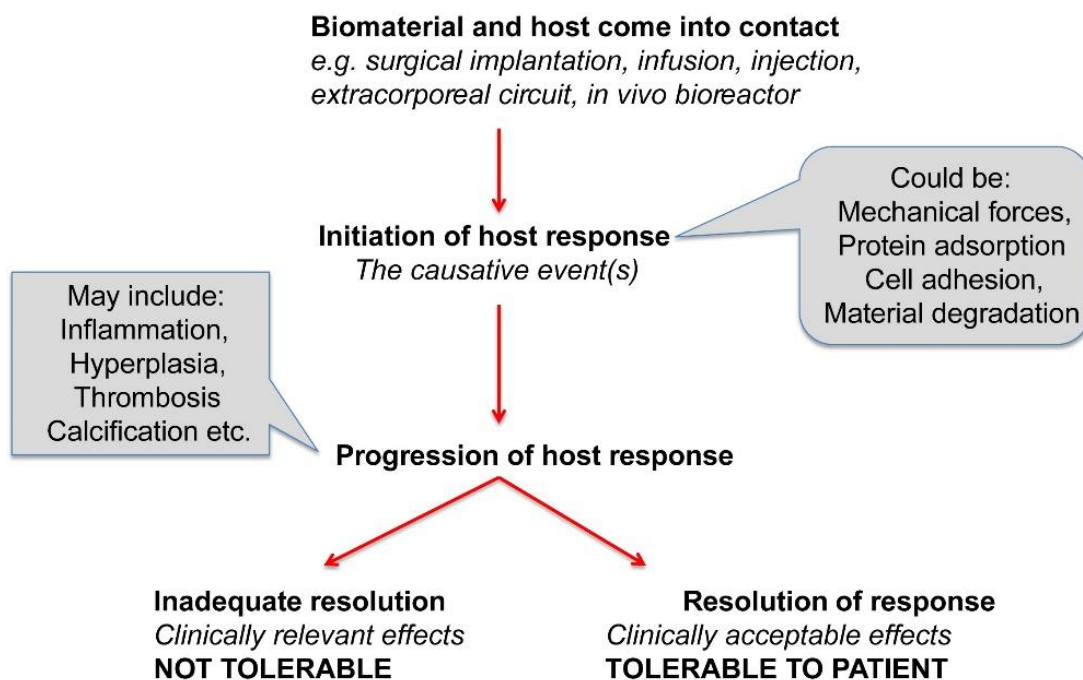 Biomaterial and host come into contact
e.g. surgical implantation, infusion, injection,
extracorporeal circuit, in vivo bioreactor
Could be:
Mechanical forces,
Protein adsorption
Cell adhesion,
Material degradation
Initiation of host response
The causative event(s)
May include:
Inflammation,
Hyperplasia,
Thrombosis
Calcification etc.
Progression of host response
Inadequate resolution
Clinically relevant effects
NOT TOLERABLE
Resolution of response
Clinically acceptable effects
TOLERABLE TO PATIENT